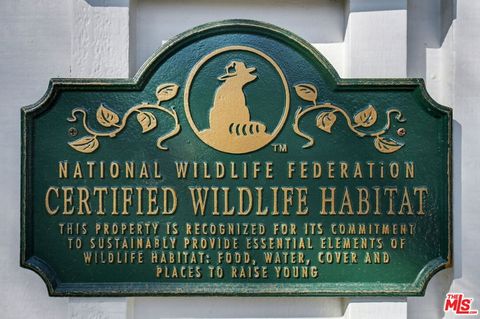 TM
NATIONAL WILDLIFE FEDERATION
CERTIFIED WILDLIFE HABITAT
THIS PROPERTY IS RECOGNIZED FOR ITS COMMITMENT
TO SUSTAINABLY PROVIDE ESSENTIAL ELEMENTS OF
WILDLIFE HABITAT: FOOD, WATER, COVER AND
PLACES TO RAISE YOUNG
THE MLS.com